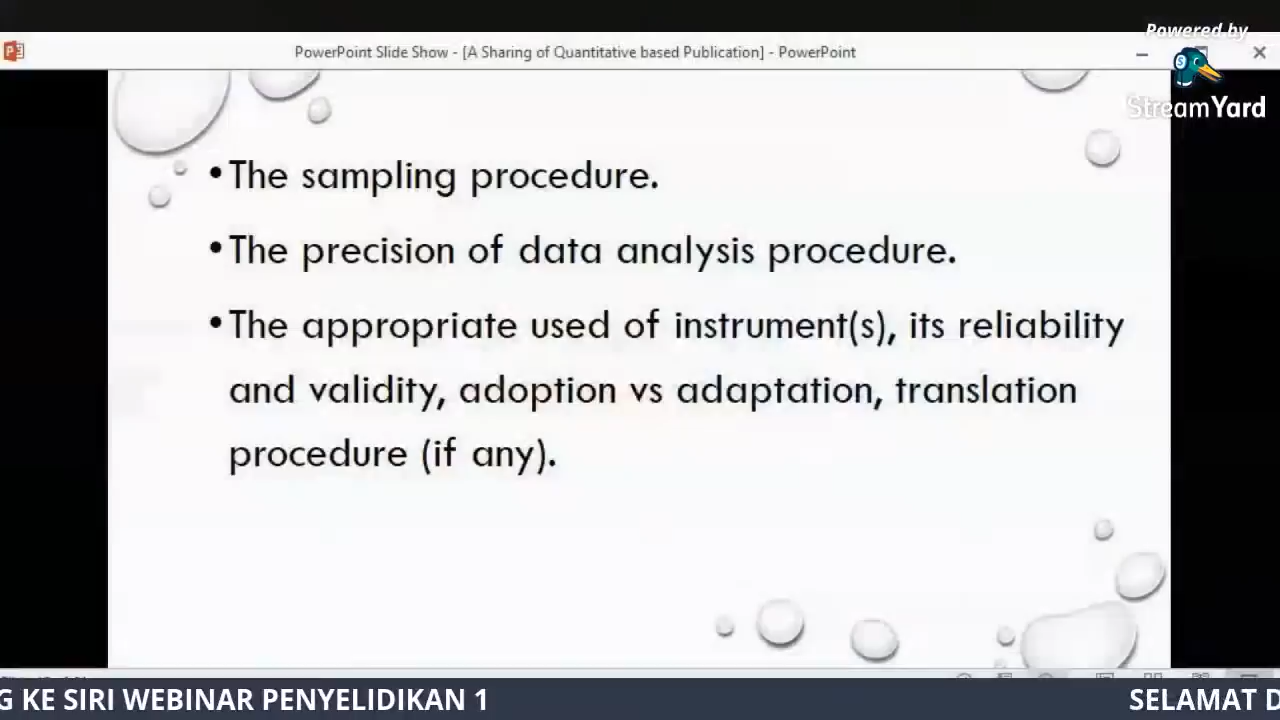 Powered by
PowerPoint Slide Show - [A Sharing of Quantitative based Publication] - PowerPoint
StreamYard
•The sampling procedure.
•The precision of data analysis procedure.
•The appropriate used of instrument(s), its reliability
and validity, adoption vs adaptation, translation
procedure (if any).
G KE SIRI WEBINAR PENYELIDIKAN 1
SELAMAT D